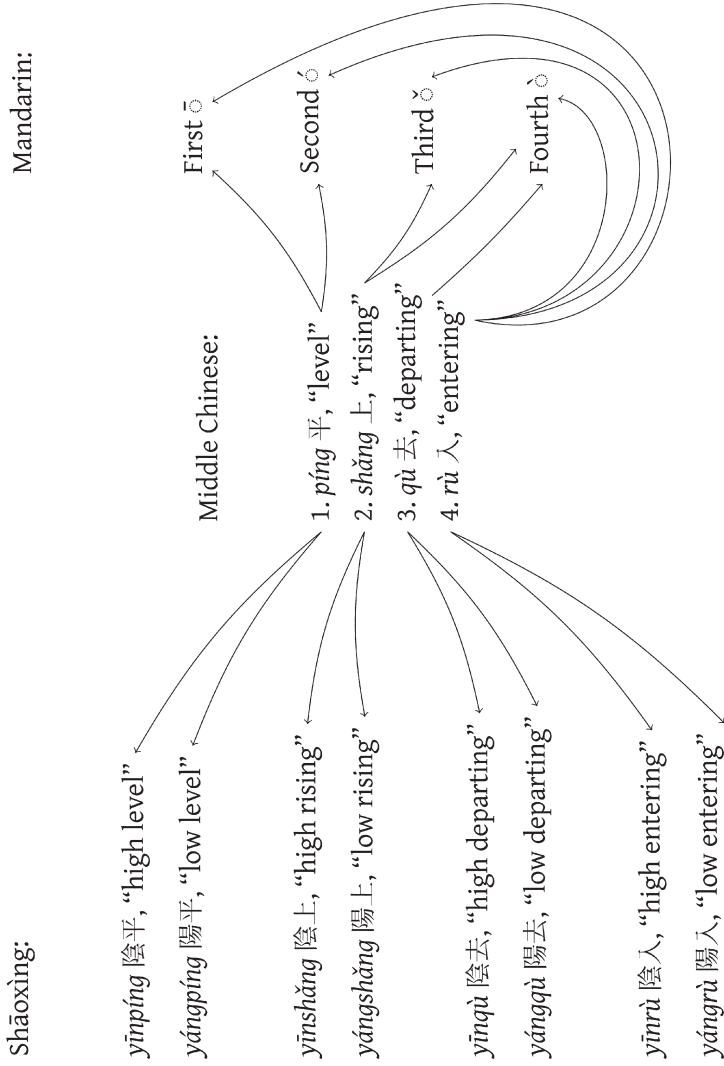 Shāoxìng:
yīnpíng 陰平, “high level”
yángpíng 陽平, “low level”
yīnshǎng 陰上, “high rising”
yángshǎng 陽上, “low rising”
yīnqù 陰去, “high departing”
yángqù 陽去, “low departing”
yīnrù 陰入, “high entering”
yángrù 陽入, “low entering”
Middle Chinese:
1. píng 平, “level”
2. shǎng 上, “rising”
3. qù 去, “departing”
4. rù 入, “entering”
Mandarin:
First ◌̄
Second ◌́
Third ◌̌
Fourth ◌̀